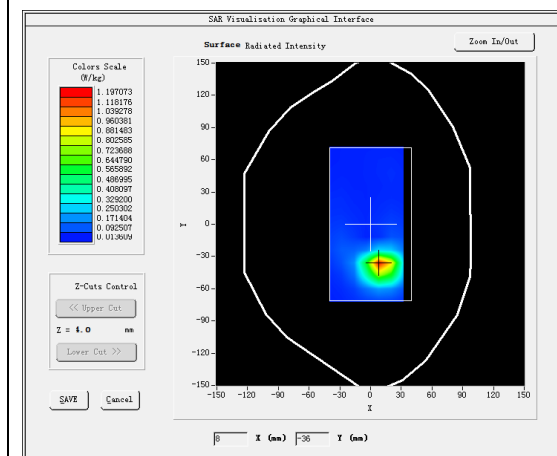 SAR Visualisation Graphical Interface
Surface Radiated Intensity
Zoom In/Out
Colors Scale
(W/kg)
1.197073
1.118176
1.039278
0.960381
0.881483
0.802585
0.723688
0.644790
0.565892
0.486995
0.408097
0.329200
0.250302
0.171404
0.092507
0.013609
Z-Cuts Control
<< Upper Cut
Z = 4.0 mm
Lower Cut >>
SAVE Cancel
150
120
90
60
30
0
-30
-60
-90
-120
-150
Y
-150 -120 -90 -60 -30 0 30 60 90 120 150
X
8 X (mm) -36 Y (mm)